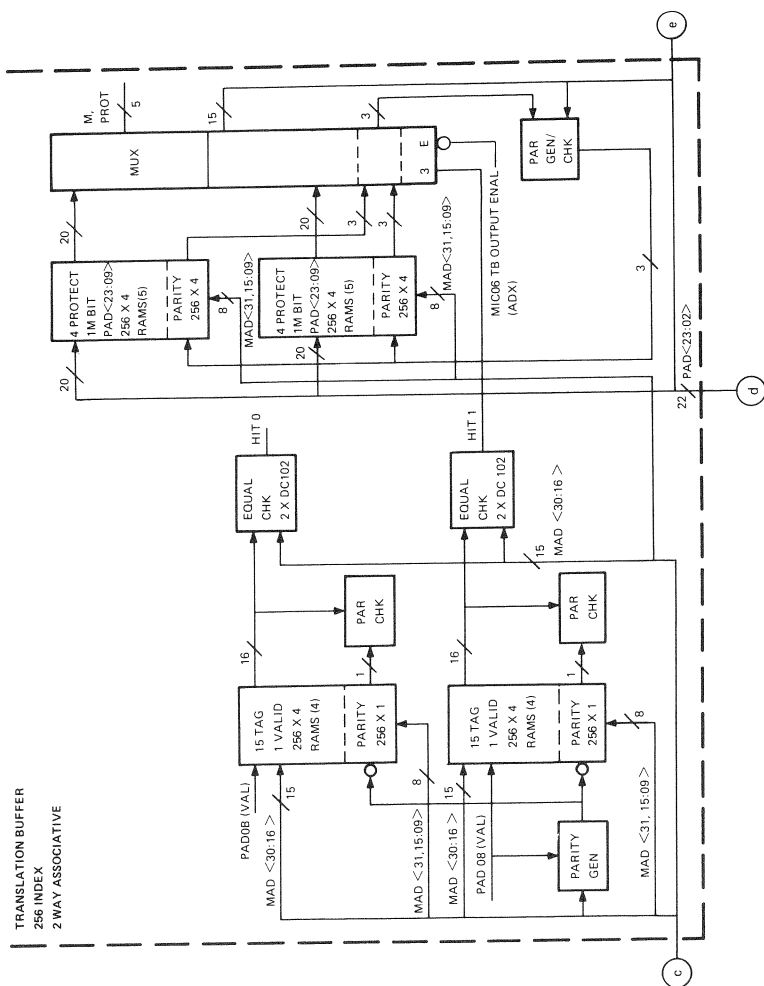 TRANSLATION BUFFER
256 INDEX
2 WAY ASSOCIATIVE
PAD0B (VAL)
MAD <30:16>
15
15 TAG
1 VALID
256 X 4
RAMS (4)
PARITY
256 X 1
16
1
PAR
CHK
EQUAL
CHK
2 X DC102
HIT 0
MAD <31,15:09>
8
MAD <30:16>
15
PAD 08 (VAL)
PARITY
GEN
15 TAG
1 VALID
256 X 4
RAMS (4)
PARITY
256 X 1
16
1
PAR
CHK
EQUAL
CHK
2 X DC102
HIT 1
15
MAD <30:16>
MAD <31,15:09>
8
c
20
4 PROTECT
1M BIT
PAD<23:09>
256 X 4
RAMS(5)
PARITY
256 X 4
8
MAD<31,15:09>
20
3
20
4 PROTECT
1M BIT
PAD<23:09>
256 X 4
RAMS (5)
PARITY
256 X 4
8
MAD<31,15:09>
20
3
MUX
3
E
M,
PROT
5
15
3
MIC06 TB OUTPUT ENAL
(ADX)
PAR
GEN/
CHK
3
22
PAD<23:02>
d
e